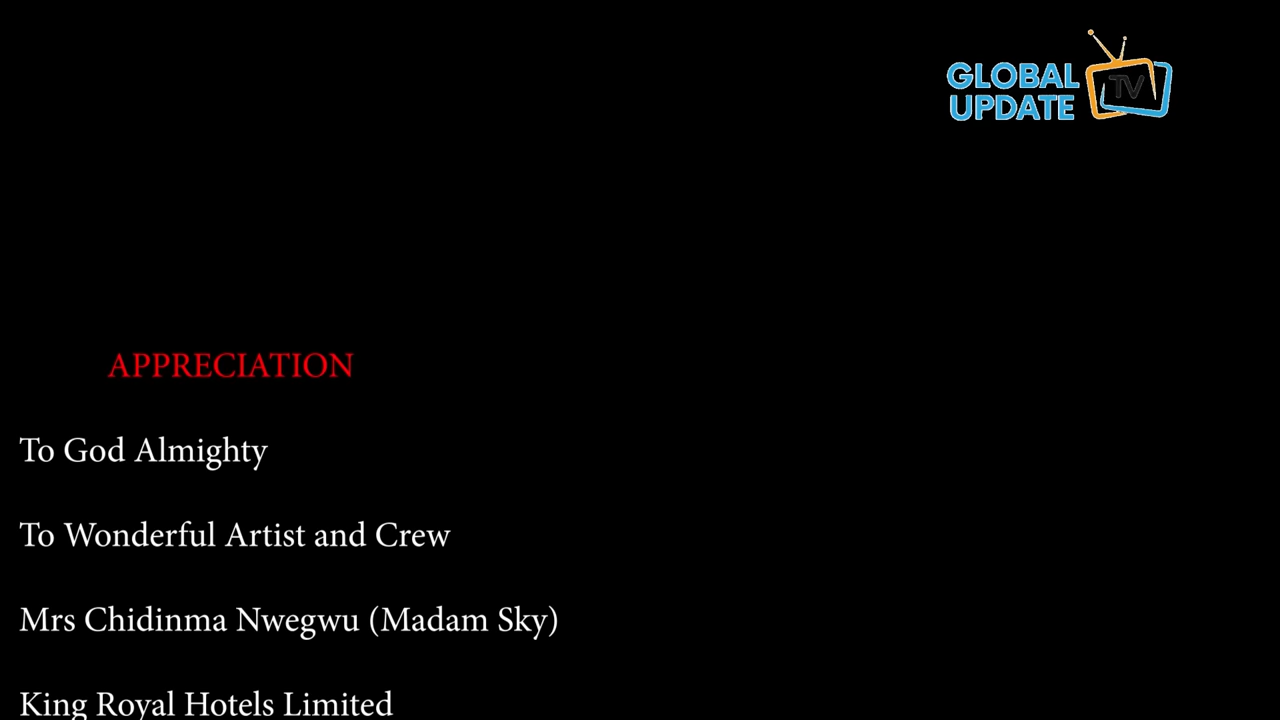 GLOBAL
UPDATE
TV
APPRECIATION
To God Almighty
To Wonderful Artist and Crew
Mrs Chidinma Nwegwu (Madam Sky)
King Royal Hotels Limited